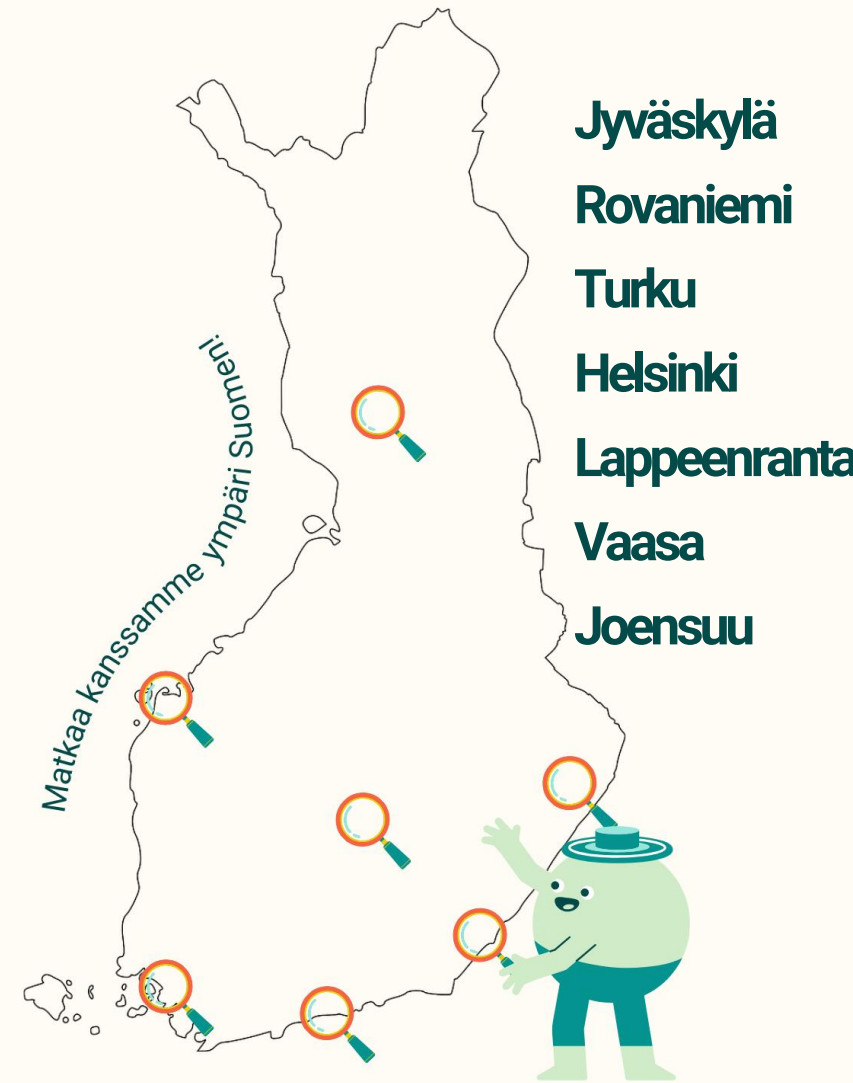 Jyväskylä
Rovaniemi
Turku
Helsinki
Lappeenranta
Vaasa
Joensuu
Matkaa kanssamme ympäri Suomen!